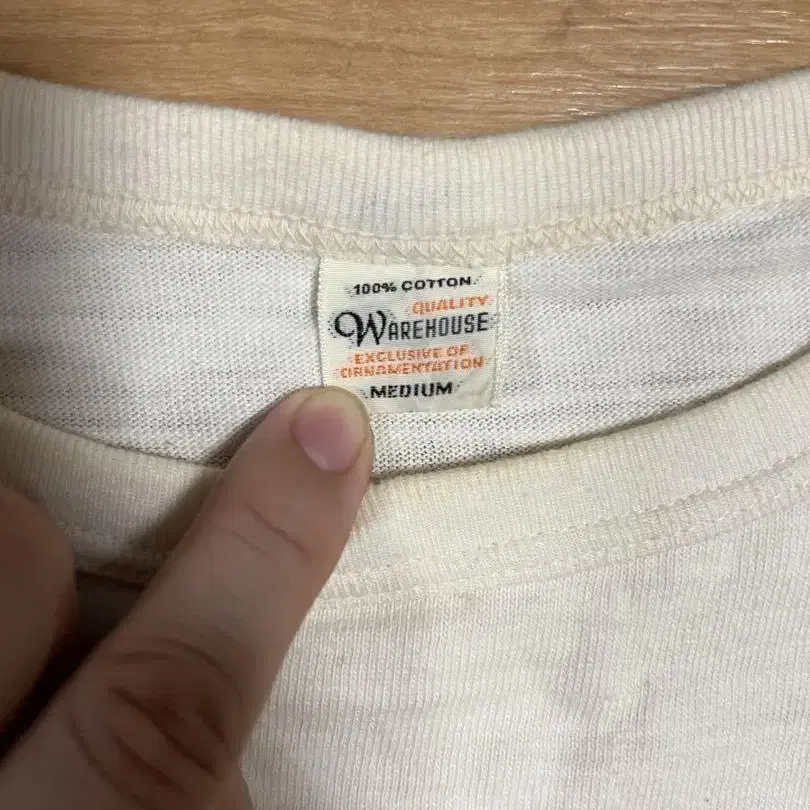 100% COTTON
QUALITY
WAREHOUSE
EXCLUSIVE OF
ORNAMENTATION
MEDIUM